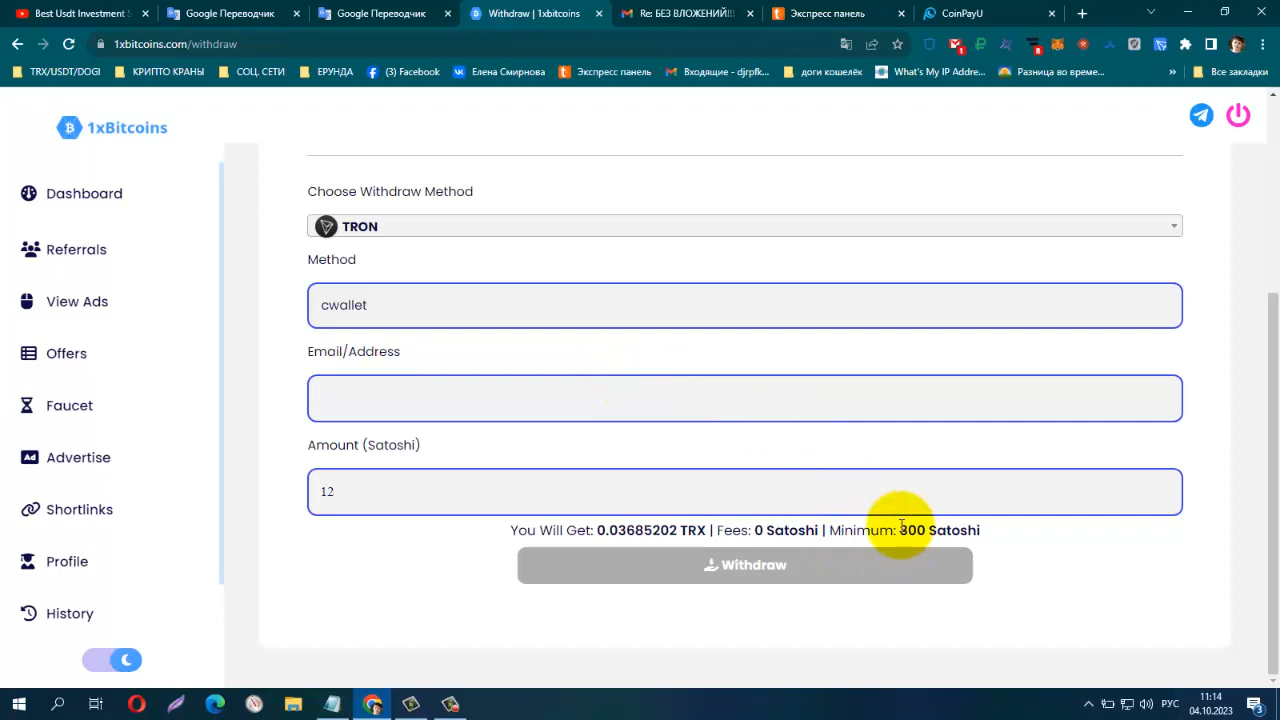 Best Usdt Investment S
Google Переводчик
Google Переводчик
Withdraw | 1xbitcoins
Re: БЕЗ ВЛОЖЕНИЙ!!!
Экспресс панель
CoinPayU
1xbitcoins.com/withdraw
TRX/USDT/DOGI
КРИПТО КРАНЫ
СОЦ. СЕТИ
ЕРУНДА
(3) Facebook
Елена Смирнова
Экспресс панель
Входящие - djrpfk...
доги кошелёк
What's My IP Addre...
Разница во време...
Все закладки
1xBitcoins
Dashboard
Referrals
View Ads
Offers
Faucet
Advertise
Shortlinks
Profile
History
Choose Withdraw Method
TRON
Method
cwallet
Email/Address
Amount (Satoshi)
12
You Will Get: 0.03685202 TRX | Fees: 0 Satoshi | Minimum: 300 Satoshi
Withdraw
РУС
11:14
04.10.2023